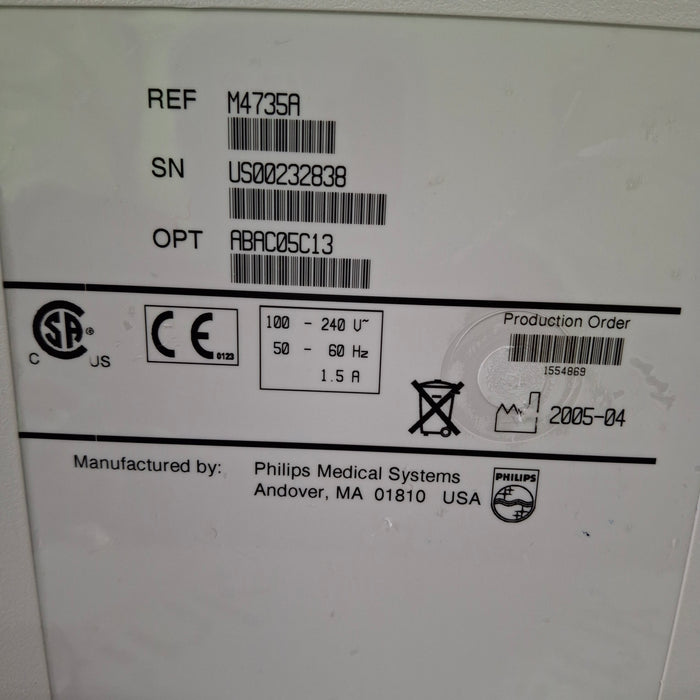 REF M4735A
SN US00232838
OPT ABAC05C13
CSA®
C US
CE 0123
100 - 240 V~
50 - 60 Hz
1.5 A
Production Order
1554869
2005-04
Manufactured by: Philips Medical Systems
Andover, MA 01810 USA
PHILIPS